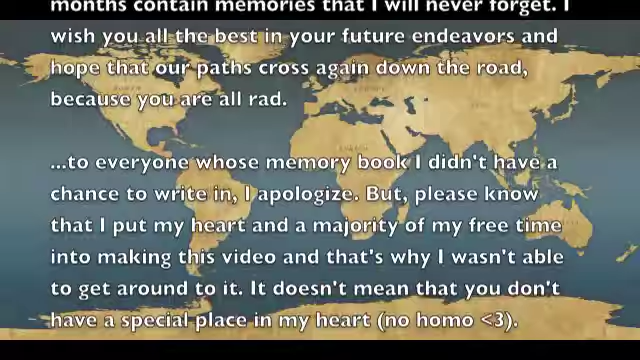 months contain memories that I will never forget. I
wish you all the best in your future endeavors and
hope that our paths cross again down the road,
because you are all rad.
...to everyone whose memory book I didn't have a
chance to write in, I apologize. But, please know
that I put my heart and a majority of my free time
into making this video and that's why I wasn't able
to get around to it. It doesn't mean that you don't
have a special place in my heart (no homo <3).